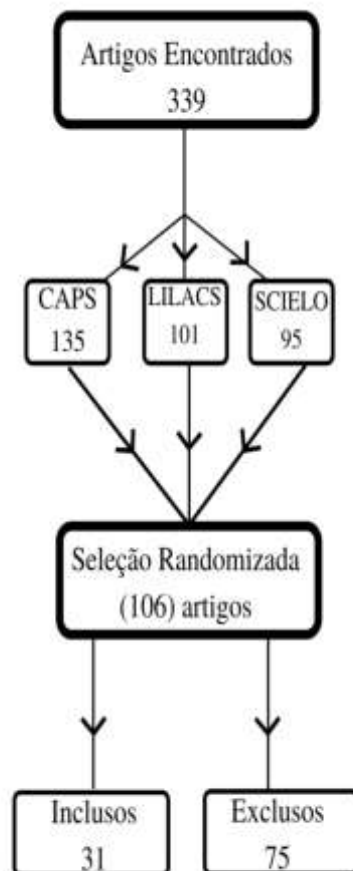 Artigos Encontrados
339
CAPS
135
LILACS
101
SCIELO
95
Seleção Randomizada
(106) artigos
Inclusos
31
Exclusos
75